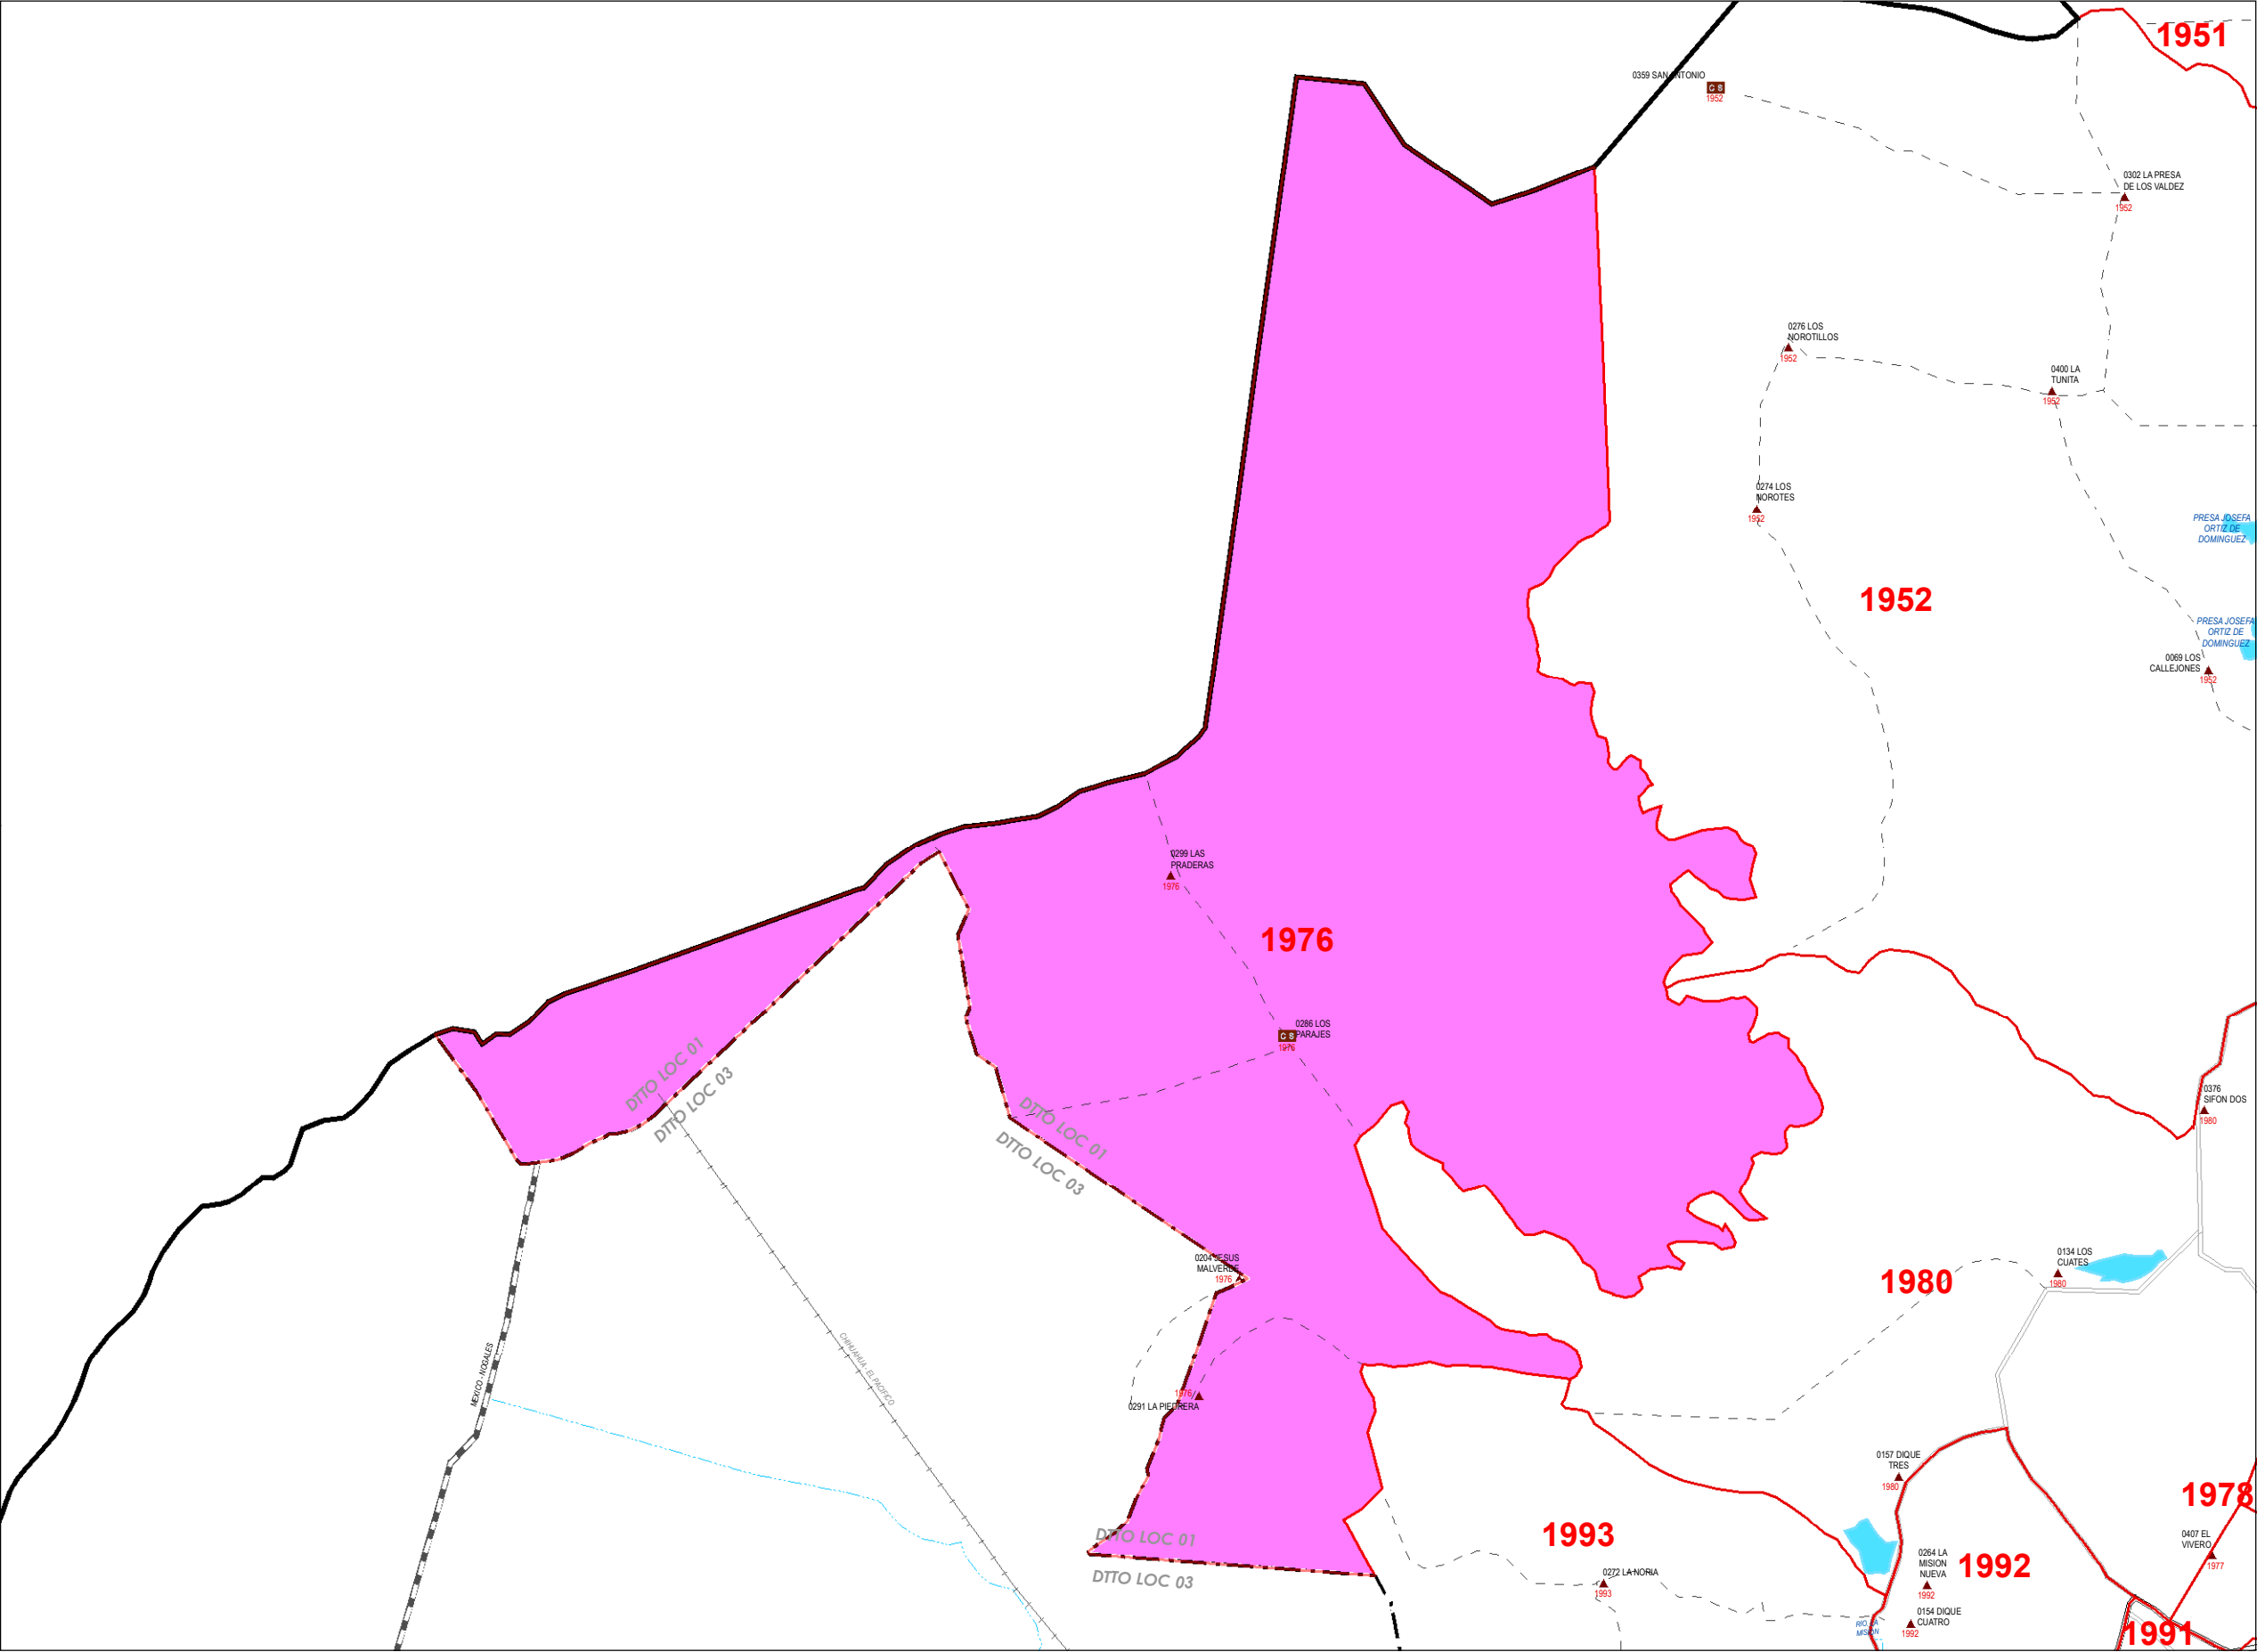 1951
0359 SAN ANTONIO
C S
1952
0302 LA PRESA
DE LOS VALDEZ
1952
0276 LOS
NOROTILLOS
1952
0400 LA
TUNITA
1952
0274 LOS
NOROTES
1952
PRESA JOSEFA
ORTIZ DE
DOMINGUEZ
1952
PRESA JOSEFA
ORTIZ DE
DOMINGUEZ
0069 LOS
CALLEJONES
1952
0299 LAS
PRADERAS
1976
1976
0286 LOS
PARAJES
C S
1976
DTTO LOC 01
DTTO LOC 03
0376
SIFON DOS
1980
DTTO LOC 01
DTTO LOC 03
0204 JESUS
MALVERDE
1976
0134 LOS
CUATES
1980
1980
MEXICO - NOGALES
CHIHUAHUA - EL PACIFICO
1976
0291 LA PIEDRERA
0157 DIQUE
TRES
1980
1978
DTTO LOC 01
DTTO LOC 03
1993
0407 EL
VIVERO
1977
0264 LA
MISION
NUEVA
1992
1992
0272 LA NORIA
1993
0154 DIQUE
CUATRO
1992
RIO LA
MISION
1991